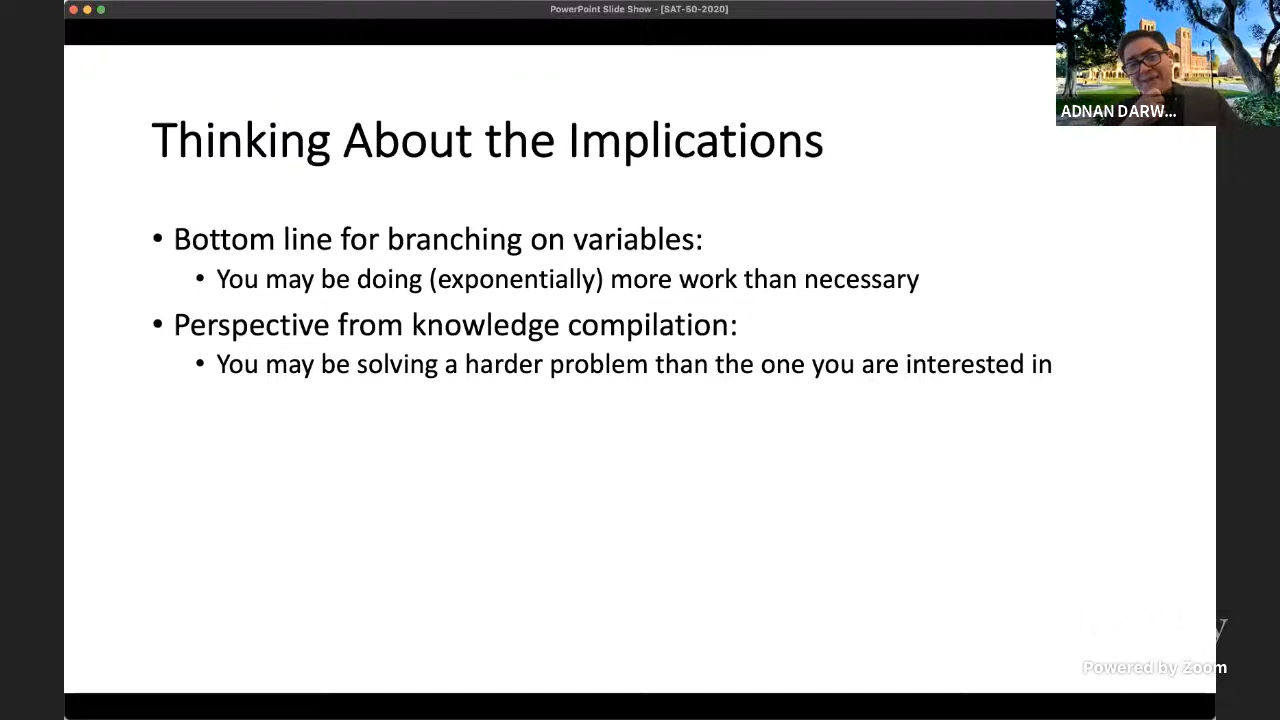 PowerPoint Slide Show - [SAT-50-2020]
ADNAN DARW...
Thinking About the Implications
• Bottom line for branching on variables:
• You may be doing (exponentially) more work than necessary
• Perspective from knowledge compilation:
• You may be solving a harder problem than the one you are interested in
Powered by Zoom